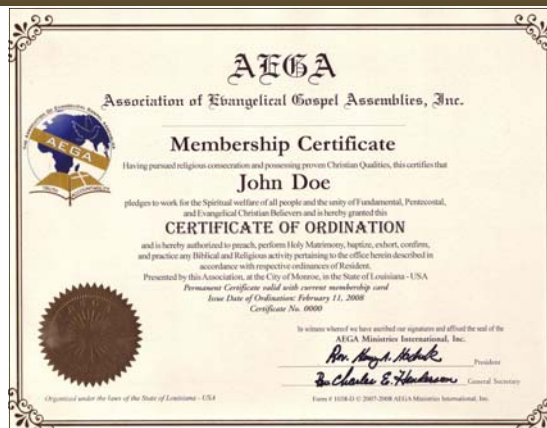 AEGA
Association of Evangelical Gospel Assemblies, Inc.
AEGA
Membership Certificate
Having pursued religious consecration and possessing proven Christian Qualities, this certifies that
John Doe
pledges to work for the Spiritual welfare of all people and the unity of Fundamental, Pentecostal,
and Evangelical Christian Believers and is hereby granted this
CERTIFICATE OF ORDINATION
and is hereby authorized to preach, perform Holy Matrimony, baptize, exhort, confirm,
and practice any Biblical and Religious activity pertaining to the office herein described in
accordance with respective ordinances of Resident.
Presented by this Association, at the City of Monroe, in the State of Louisiana - USA
Permanent Certificate valid with current membership card
Issue Date of Ordination: February 11, 2008
Certificate No. 0000
In witness whereof we have ascribed our signatures and affixed the seal of the
AEGA Ministries International, Inc.
President
Charles E. Henderson General Secretary
Organized under the laws of the State of Louisiana - USA
Form # 1038-D © 2007-2008 AEGA Ministries International, Inc.